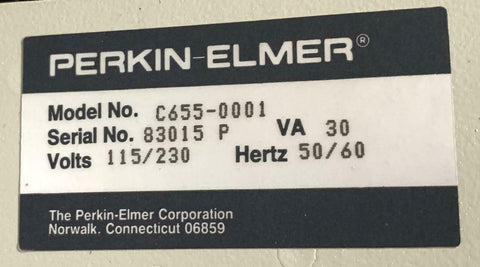 PERKIN-ELMER®
Model No. C655-0001
Serial No. 83015 P VA 30
Volts 115/230 Hertz 50/60
The Perkin-Elmer Corporation
Norwalk, Connecticut 06859